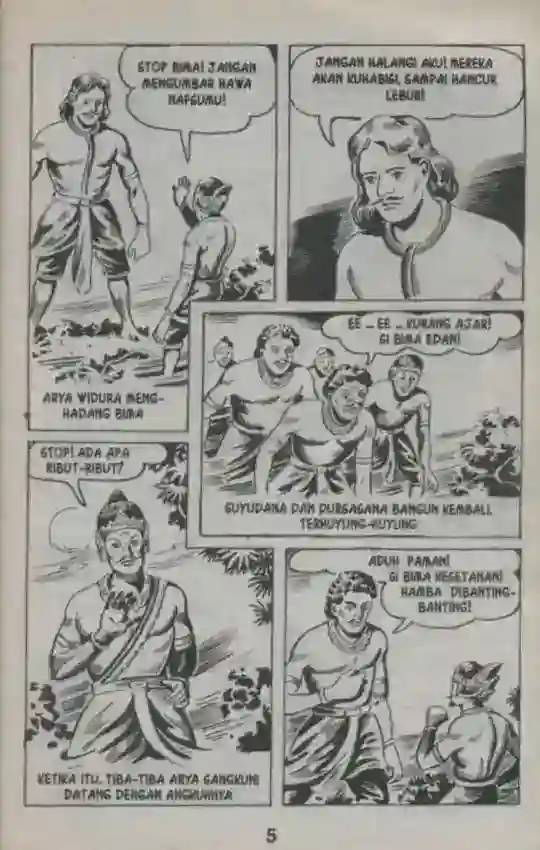 STOP BIMA! JANGAN
MENGUMBAR HAWA
NAPSUMU!
ARYA WIDURA MENG-
HADANG BIMA
JANGAN HALANGI AKU! MEREKA
AKAN KUHABISI, SAMPAI HANCUR
LEBUR!
EE ... EE ... KURANG AJAR!
SI BIMA EDAN!
SUYUDANA DAN DURSASANA BANGUN KEMBALI,
TERHUYUNG-HUYUNG
STOP! ADA APA
RIBUT-RIBUT?
KETIKA ITU, TIBA-TIBA ARYA SANGKUNI
DATANG DENGAN ANGKUHNYA
ADUH PAMAN!
SI BIMA KESETANAN!
HAMBA DIBANTING-
BANTING!
5